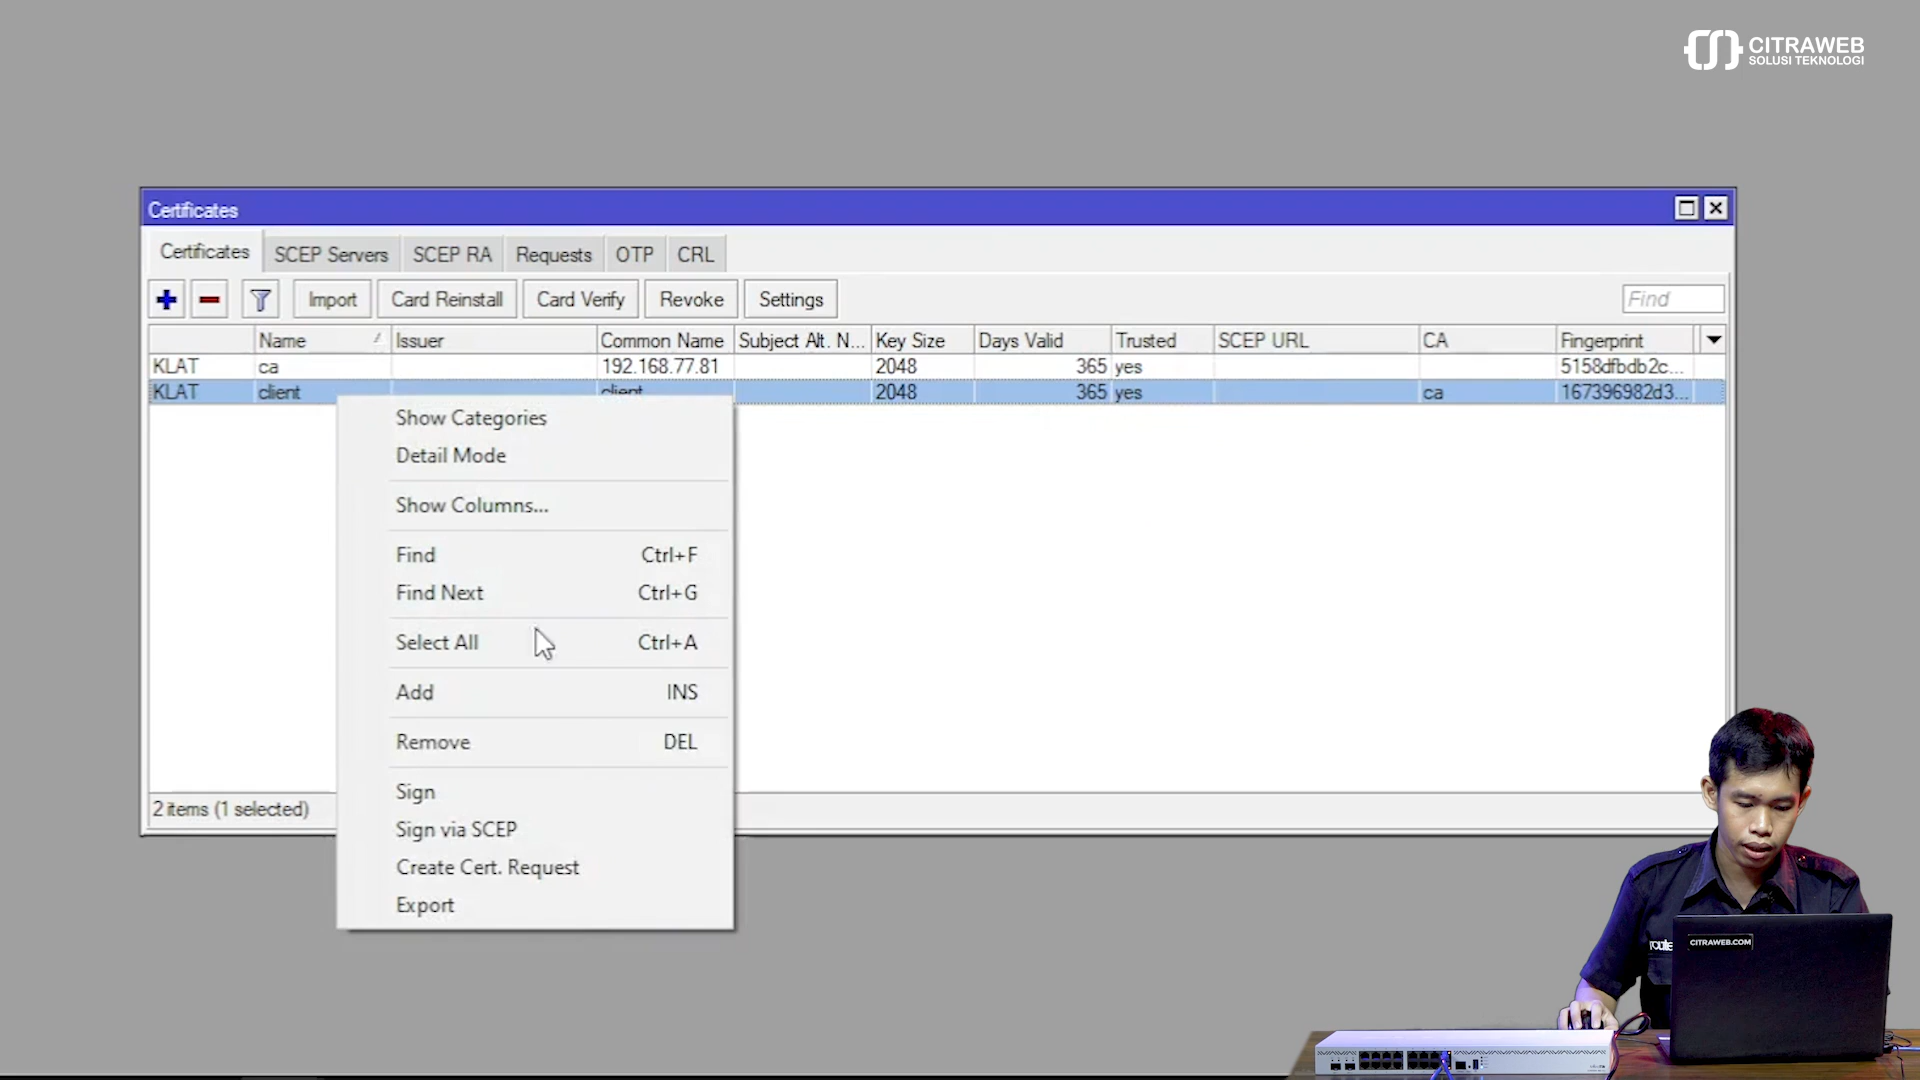 CITRAWEB
SOLUSI TEKNOLOGI
Certificates
Certificates SCEP Servers SCEP RA Requests OTP CRL
Import Card Reinstall Card Verify Revoke Settings Find
Name Issuer Common Name Subject Alt. N... Key Size Days Valid Trusted SCEP URL CA Fingerprint
KLAT ca 192.168.77.81 2048 365 yes 5158dfbdb2c...
KLAT client client 2048 365 yes ca 167396982d3...
Show Categories
Detail Mode
Show Columns...
Find Ctrl+F
Find Next Ctrl+G
Select All Ctrl+A
Add INS
Remove DEL
Sign
Sign via SCEP
Create Cert. Request
Export
2 items (1 selected)
CITRAWEB.COM